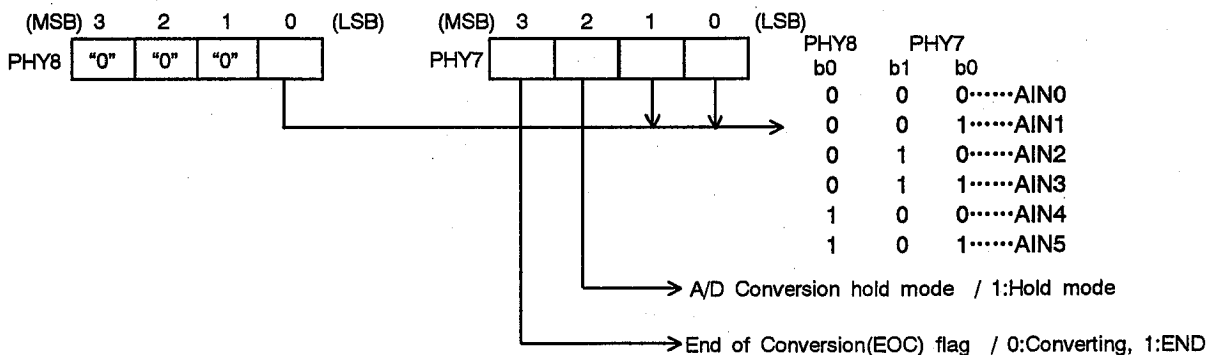 (MSB) 3 2 1 0 (LSB) (MSB) 3 2 1 0 (LSB)
PHY8 "0" "0" "0" PHY7
PHY8 PHY7
b0 b1 b0
0 0 0······AIN0
0 0 1······AIN1
0 1 0······AIN2
0 1 1······AIN3
1 0 0······AIN4
1 0 1······AIN5
A/D Conversion hold mode / 1:Hold mode
End of Conversion(EOC) flag / 0:Converting, 1:END